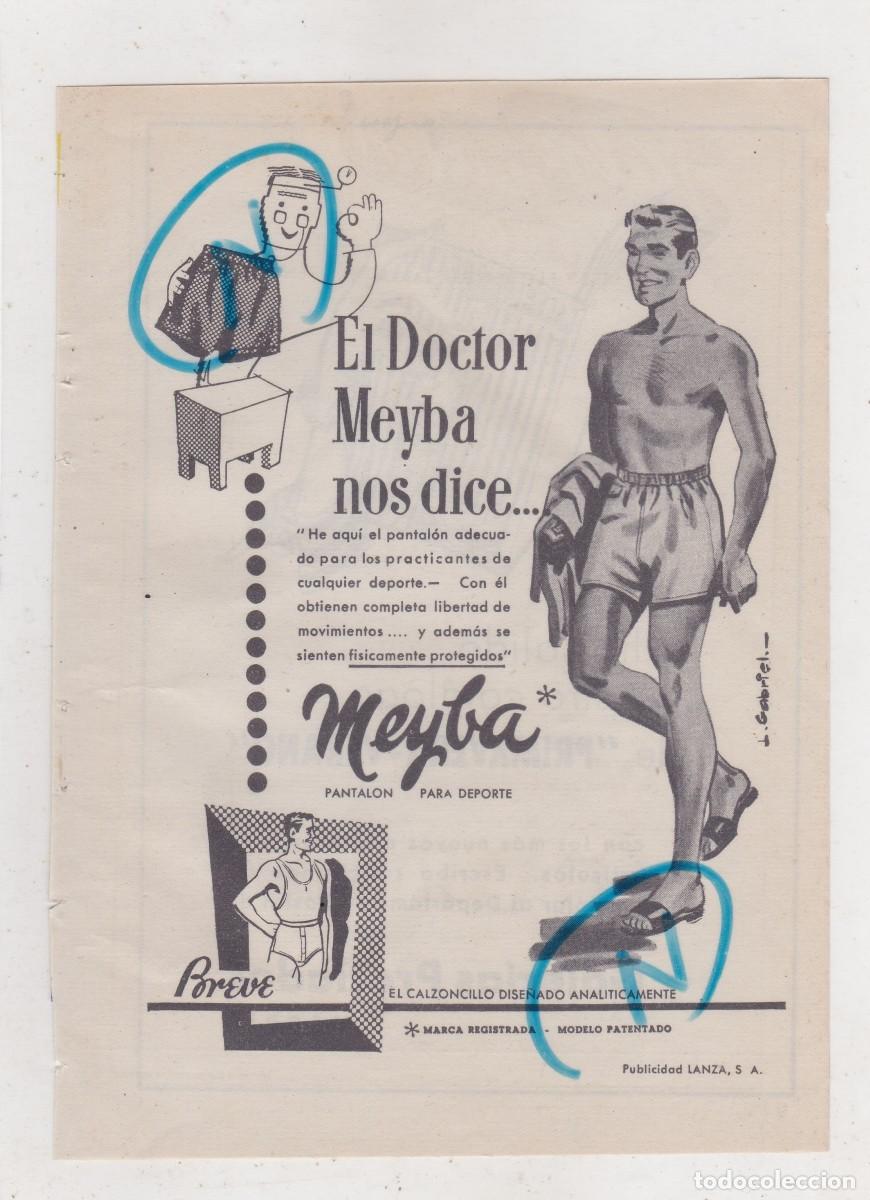 El Doctor
Meyba
nos dice...
"He aquí el pantalón adecua-
do para los practicantes de
cualquier deporte.— Con él
obtienen completa libertad de
movimientos .... y además se
sienten fisicamente protegidos"
Meyba*
PANTALON PARA DEPORTE
L. Gabriel.—
Breve
EL CALZONCILLO DISEÑADO ANALITICAMENTE
* MARCA REGISTRADA - MODELO PATENTADO
Publicidad LANZA, S A.
N
N
todocoleccion